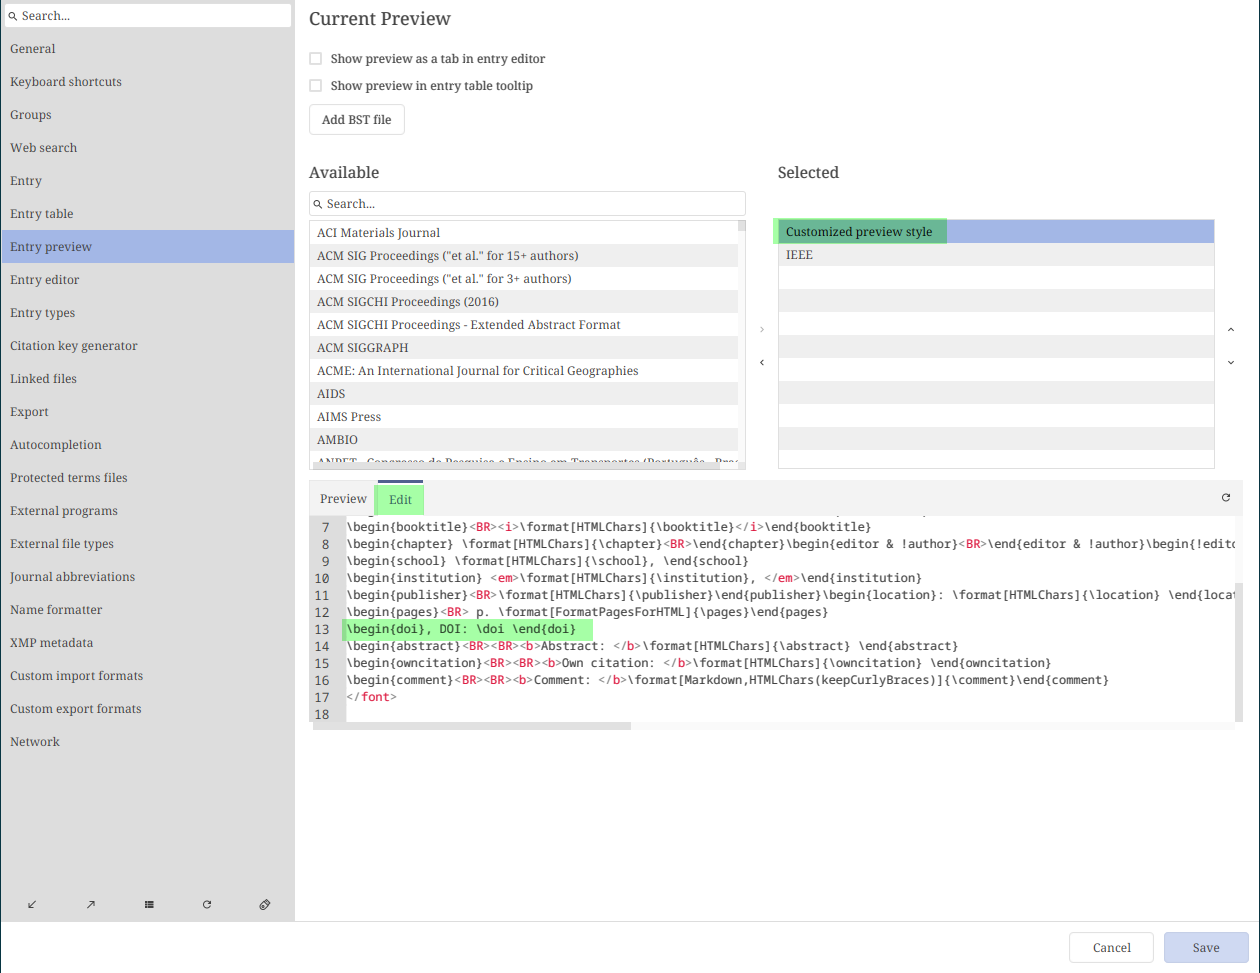 Search...
General
Keyboard shortcuts
Groups
Web search
Entry
Entry table
Entry preview
Entry editor
Entry types
Citation key generator
Linked files
Export
Autocompletion
Protected terms files
External programs
External file types
Journal abbreviations
Name formatter
XMP metadata
Custom import formats
Custom export formats
Network
Current Preview
Show preview as a tab in entry editor
Show preview in entry table tooltip
Add BST file
Available
Search...
ACI Materials Journal
ACM SIG Proceedings ("et al." for 15+ authors)
ACM SIG Proceedings ("et al." for 3+ authors)
ACM SIGCHI Proceedings (2016)
ACM SIGCHI Proceedings - Extended Abstract Format
ACM SIGGRAPH
ACME: An International Journal for Critical Geographies
AIDS
AIMS Press
AMBIO
Selected
Customized preview style
IEEE
Preview Edit
7 \begin{booktitle}<BR><i>\format[HTMLChars]{\booktitle}</i>\end{booktitle}
8 \begin{chapter} \format[HTMLChars]{\chapter}<BR>\end{chapter}\begin{editor & !author}<BR>\end{editor & !author}\begin{!edito
9 \begin{school} \format[HTMLChars]{\school}, \end{school}
10 \begin{institution} <em>\format[HTMLChars]{\institution}, </em>\end{institution}
11 \begin{publisher}<BR>\format[HTMLChars]{\publisher}\end{publisher}\begin{location}: \format[HTMLChars]{\location} \end{locat
12 \begin{pages}<BR> p. \format[FormatPagesForHTML]{\pages}\end{pages}
13 \begin{doi}, DOI: \doi \end{doi}
14 \begin{abstract}<BR><BR><b>Abstract: </b>\format[HTMLChars]{\abstract} \end{abstract}
15 \begin{owncitation}<BR><BR><b>Own citation: </b>\format[HTMLChars]{\owncitation} \end{owncitation}
16 \begin{comment}<BR><BR><b>Comment: </b>\format[Markdown,HTMLChars(keepCurlyBraces)]{\comment}\end{comment}
17 </font>
18
Cancel Save